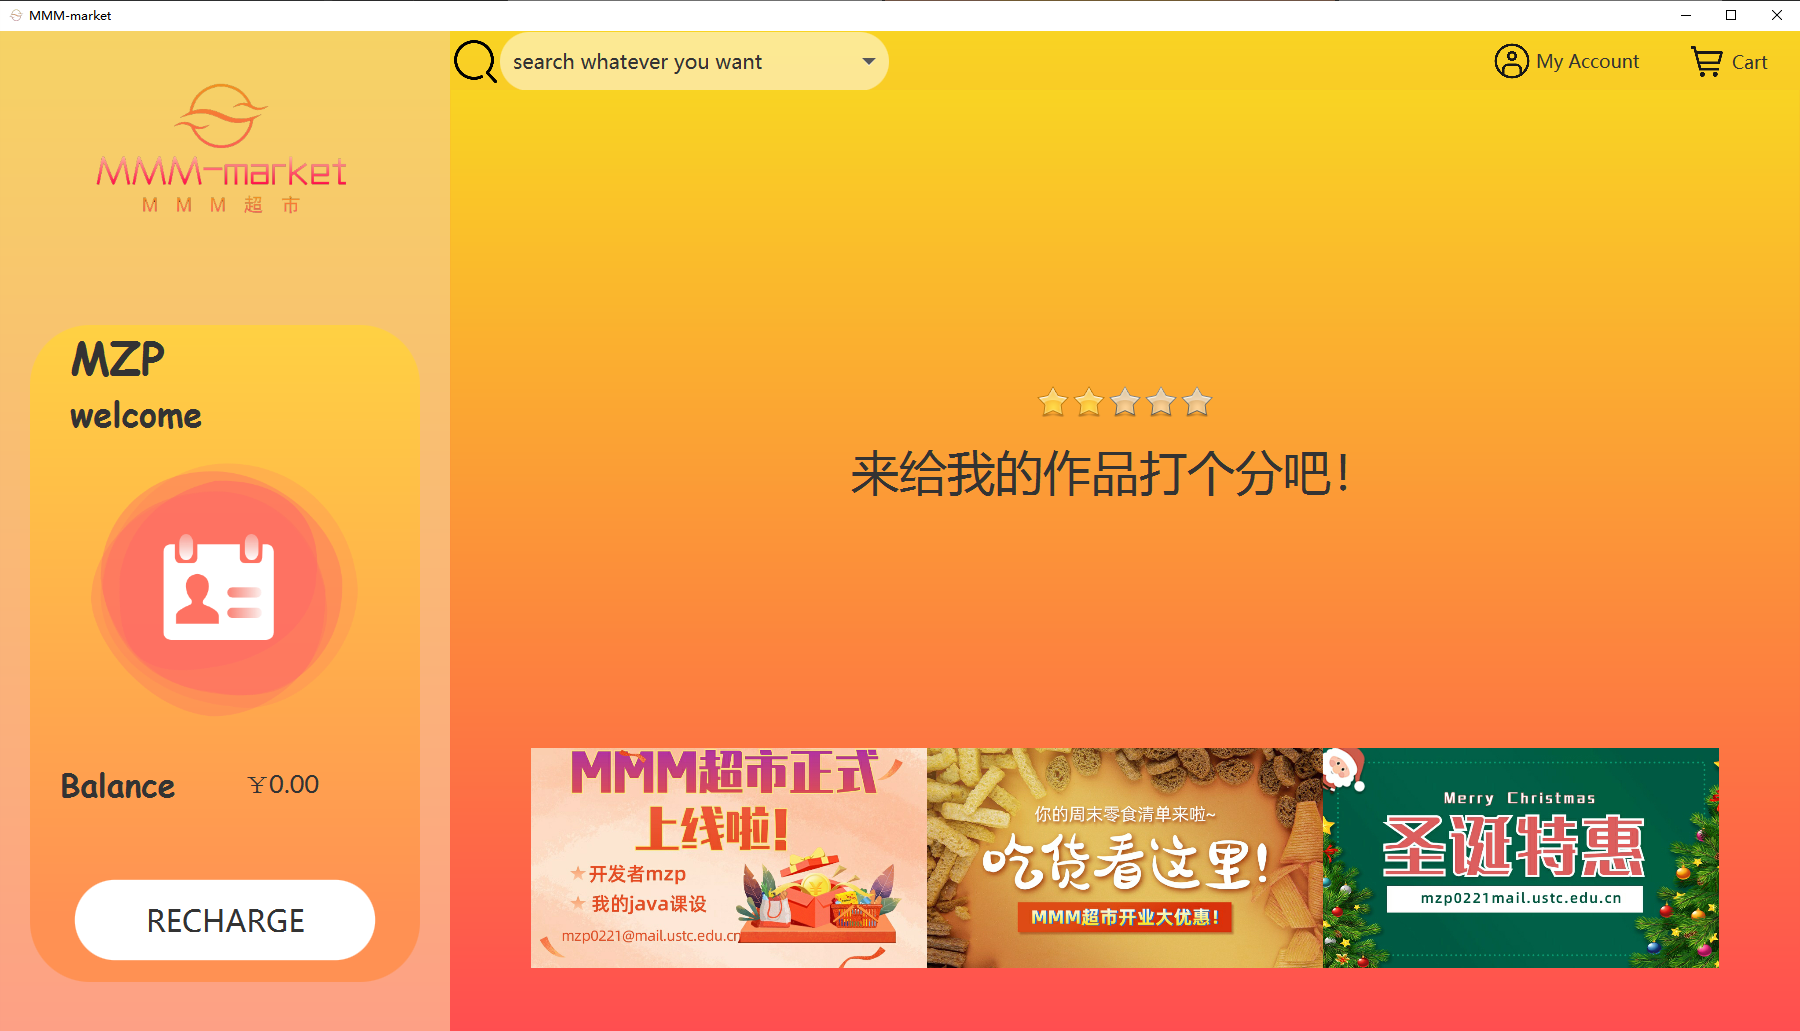 MMM-market
search whatever you want
My Account
Cart
MMM-market
MMM超市
MZP
welcome
Balance
￥0.00
RECHARGE
来给我的作品打个分吧！
MMM超市正式
上线啦！
开发者mzp
我的java课设
mzp0221@mail.ustc.edu.cn
你的周末零食清单来啦~
吃货看这里!
MMM超市开业大优惠！
Merry Christmas
圣诞特惠
mzp0221mail.ustc.edu.cn